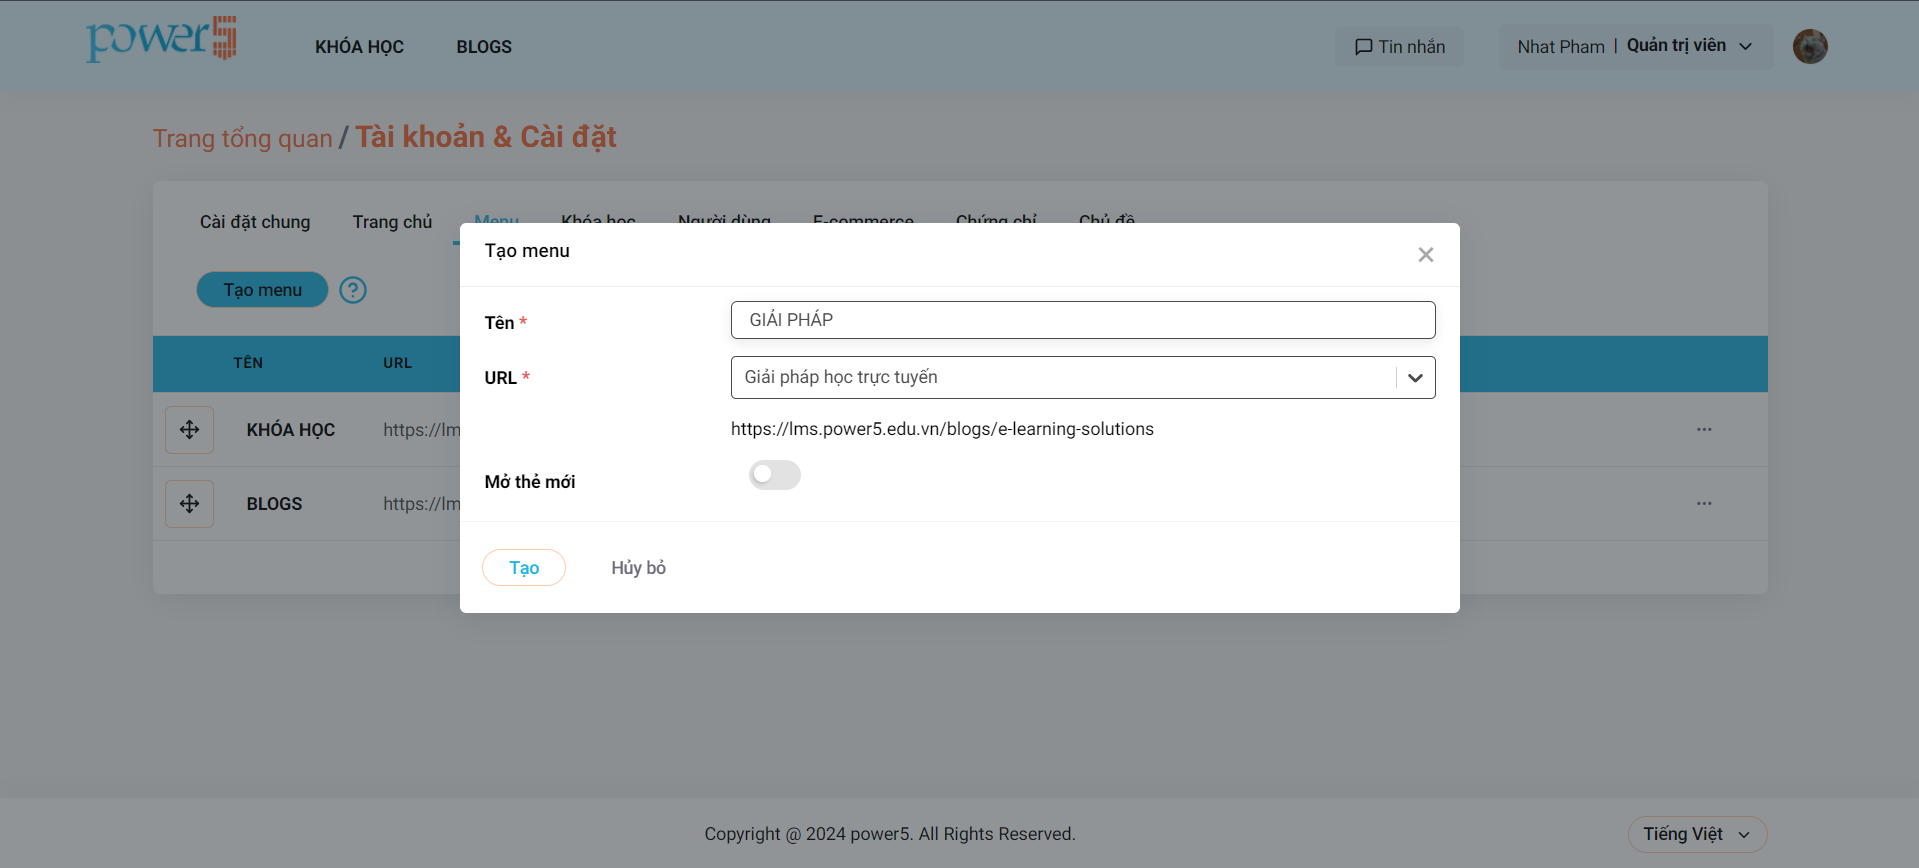 power5
KHÓA HỌC
BLOGS
Tin nhắn
Nhat Pham | Quản trị viên
Trang tổng quan / Tài khoản & Cài đặt
Cài đặt chung
Trang chủ
Menu
Khóa học
Người dùng
E-commerce
Chứng chỉ
Chủ đề
Tạo menu
?
TÊN
URL
KHÓA HỌC
https://lm
BLOGS
https://lm
Tạo menu
Tên *
GIẢI PHÁP
URL *
Giải pháp học trực tuyến
https://lms.power5.edu.vn/blogs/e-learning-solutions
Mở thẻ mới
Tạo
Hủy bỏ
Copyright @ 2024 power5. All Rights Reserved.
Tiếng Việt